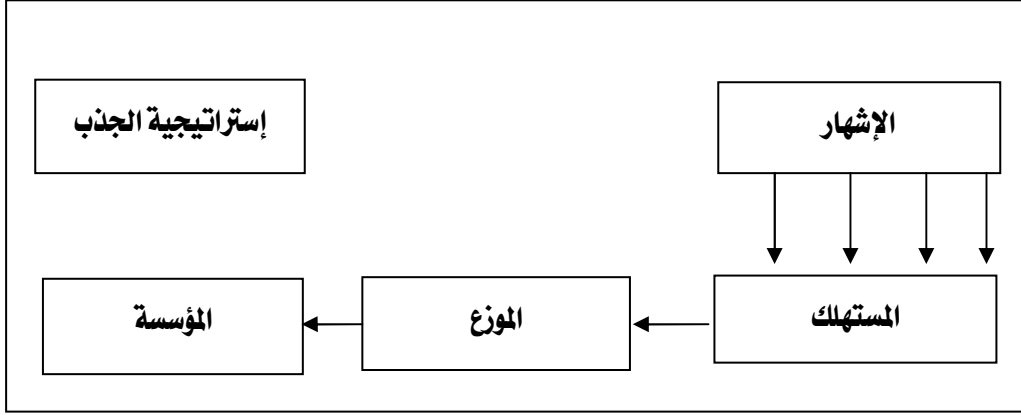 الإشهار
إستراتيجية الجذب
المستهلك
الموزع
المؤسسة